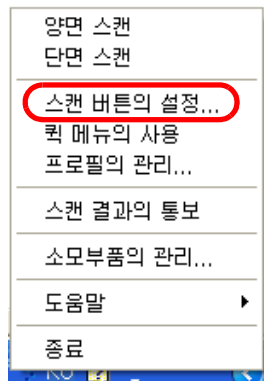 양면 스캔
단면 스캔
스캔 버튼의 설정...
퀵 메뉴의 사용
프로필의 관리...
스캔 결과의 통보
소모부품의 관리...
도움말
종료